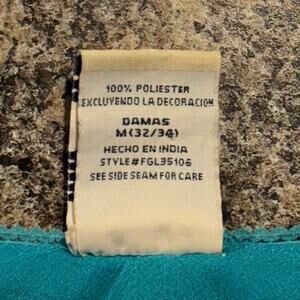 100% POLIESTER
EXCLUYENDO LA DECORACION
DAMAS
M(32/34)
HECHO EN INDIA
STYLE#FGL35106
SEE SIDE SEAM FOR CARE